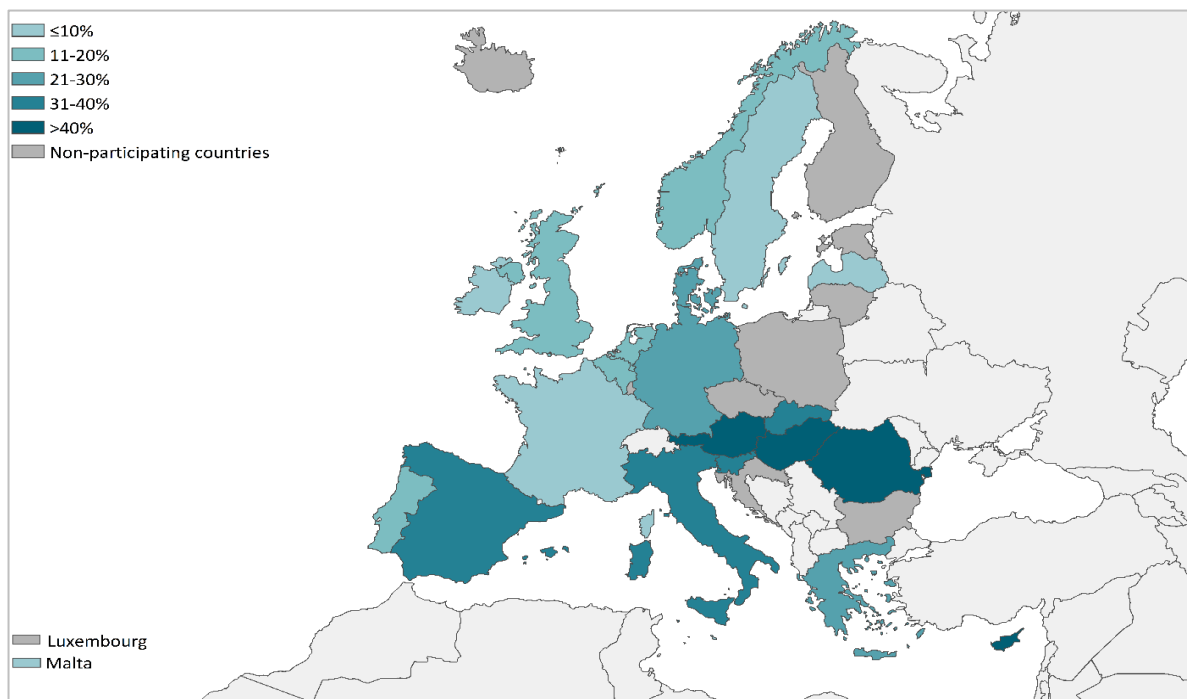 ≤10%
11-20%
21-30%
31-40%
>40%
Non-participating countries
Luxembourg
Malta